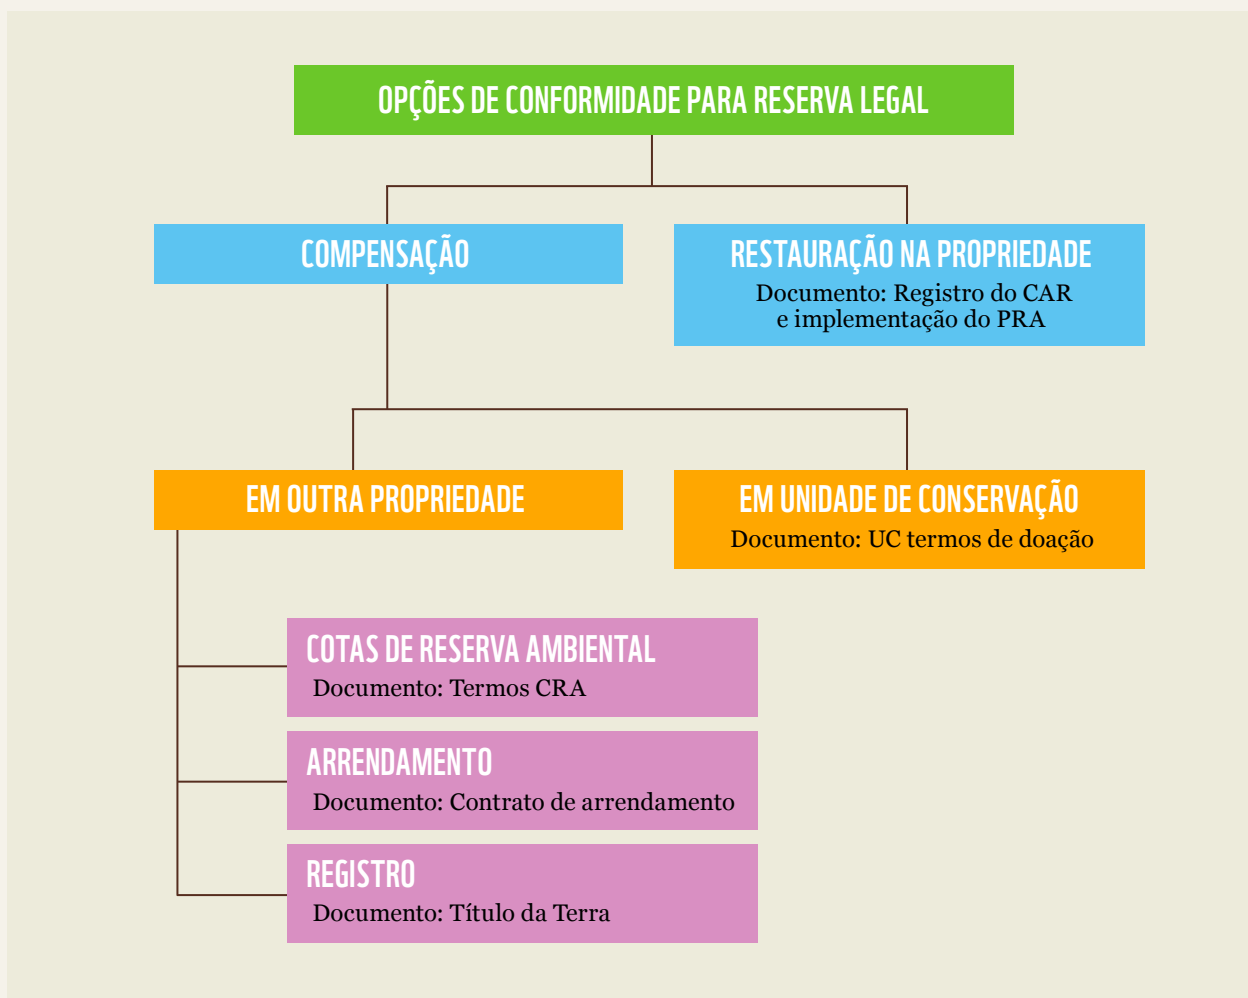 OPÇÕES DE CONFORMIDADE PARA RESERVA LEGAL
COMPENSAÇÃO
RESTAURAÇÃO NA PROPRIEDADE
Documento: Registro do CAR
e implementação do PRA
EM OUTRA PROPRIEDADE
EM UNIDADE DE CONSERVAÇÃO
Documento: UC termos de doação
COTAS DE RESERVA AMBIENTAL
Documento: Termos CRA
ARRENDAMENTO
Documento: Contrato de arrendamento
REGISTRO
Documento: Título da Terra